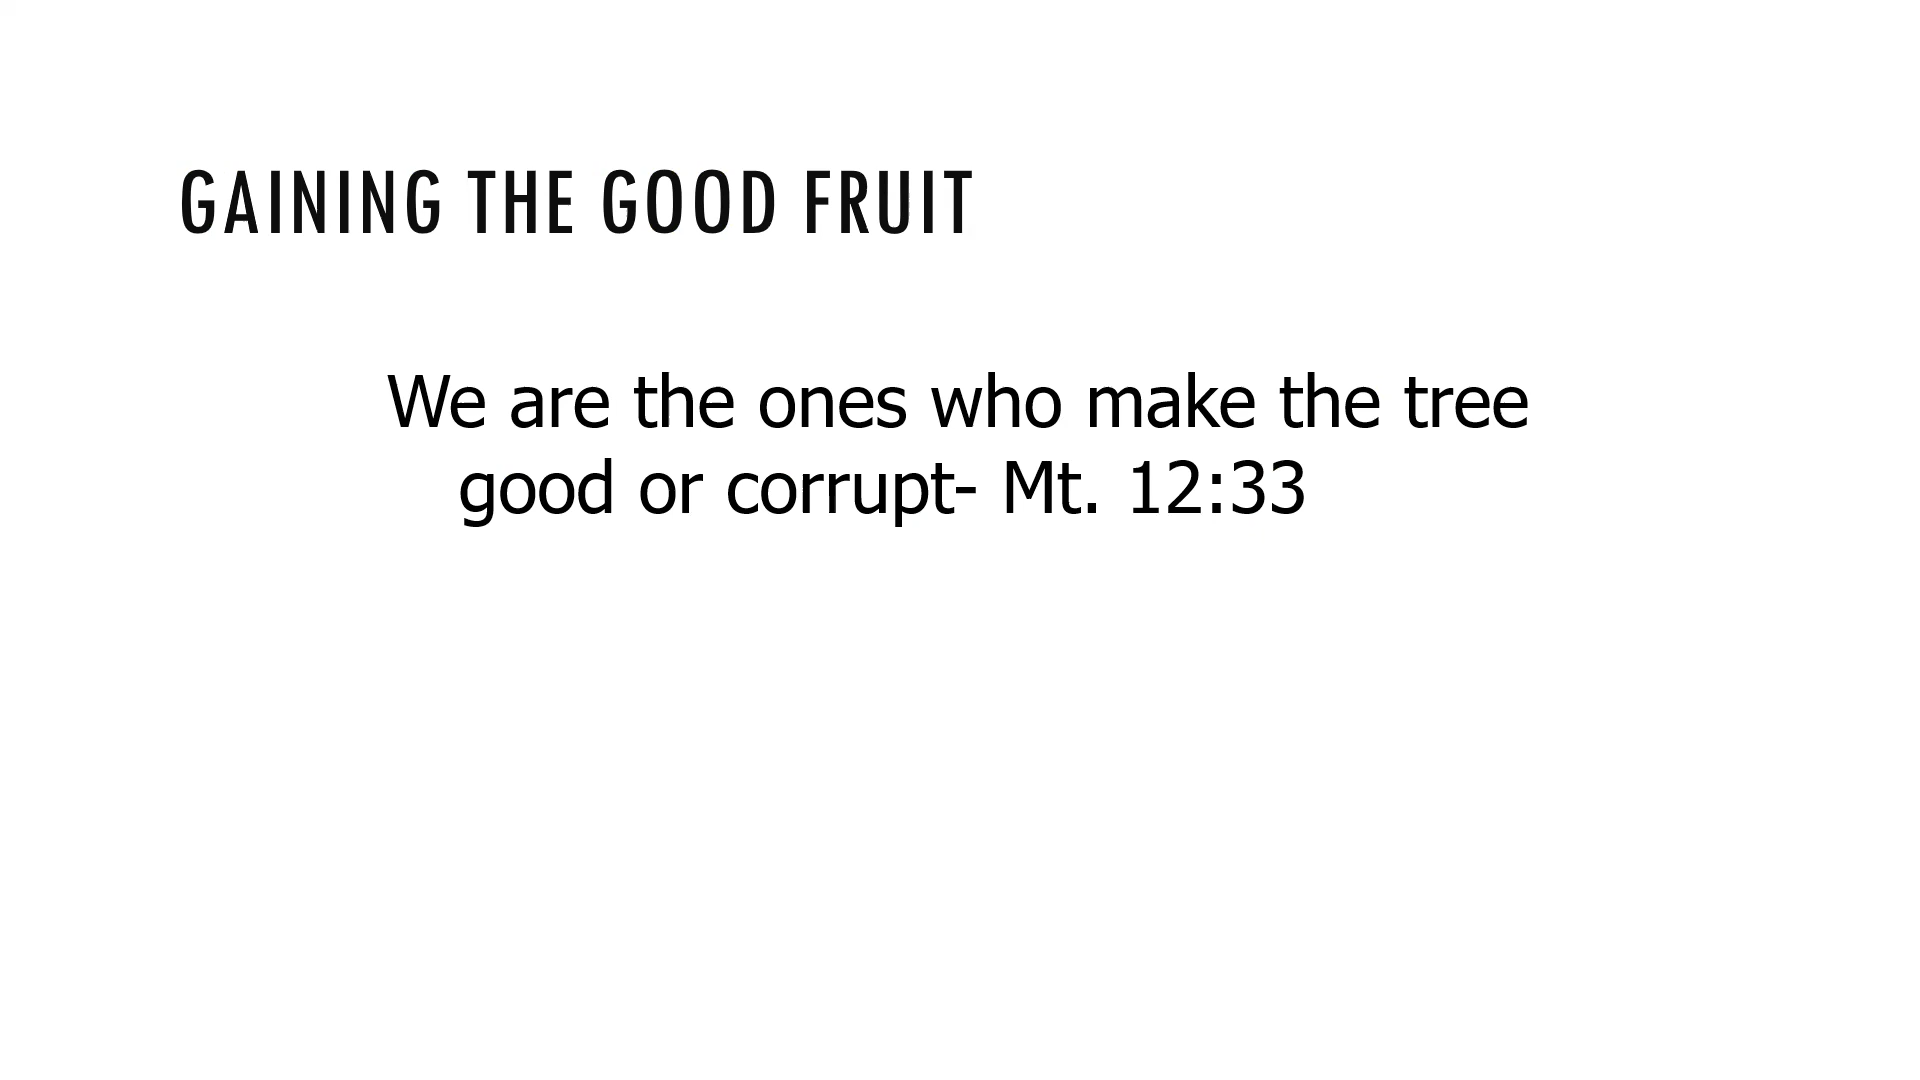 GAINING THE GOOD FRUIT
We are the ones who make the tree
good or corrupt- Mt. 12:33